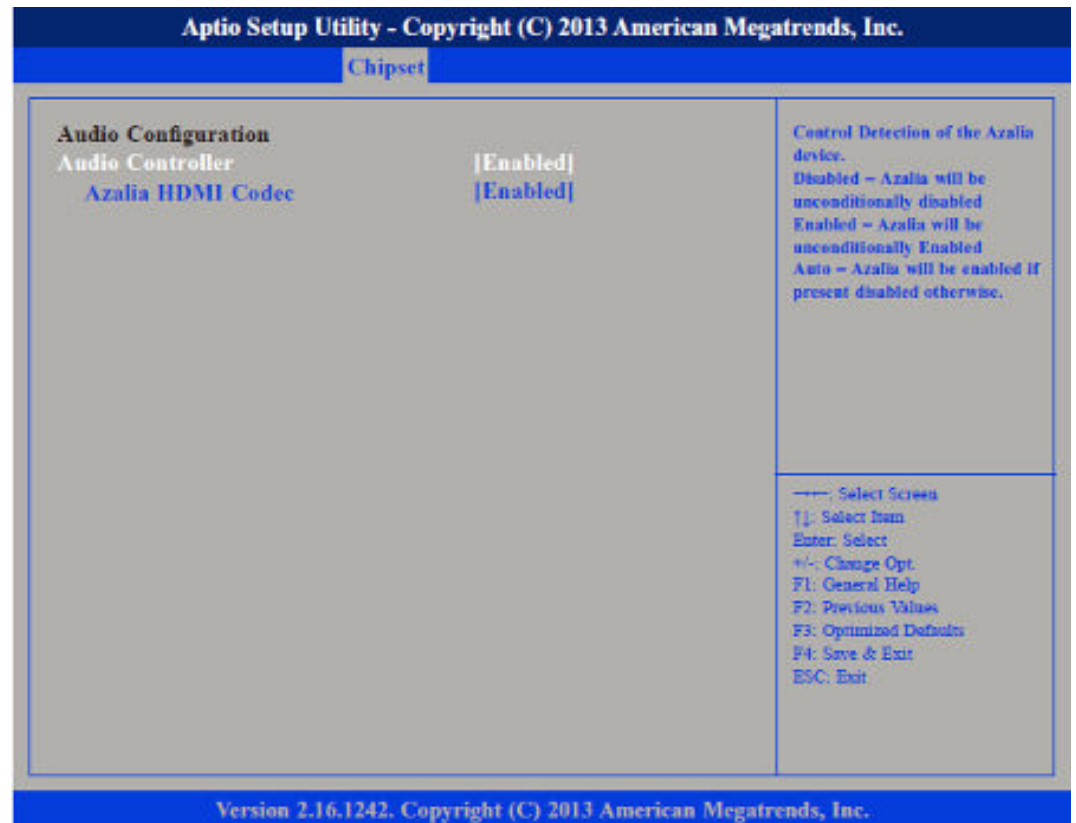 Aptio Setup Utility - Copyright (C) 2013 American Megatrends, Inc.
Chipset
Audio Configuration
Audio Controller [Enabled]
Azalia HDMI Codec [Enabled]
Control Detection of the Azalia
device.
Disabled – Azalia will be
unconditionally disabled
Enabled – Azalia will be
unconditionally Enabled
Auto – Azalia will be enabled if
present disabled otherwise.
→←: Select Screen
↑↓: Select Item
Enter: Select
+/-: Change Opt.
F1: General Help
F2: Previous Values
F3: Optimized Defaults
F4: Save & Exit
ESC: Exit
Version 2.16.1242. Copyright (C) 2013 American Megatrends, Inc.